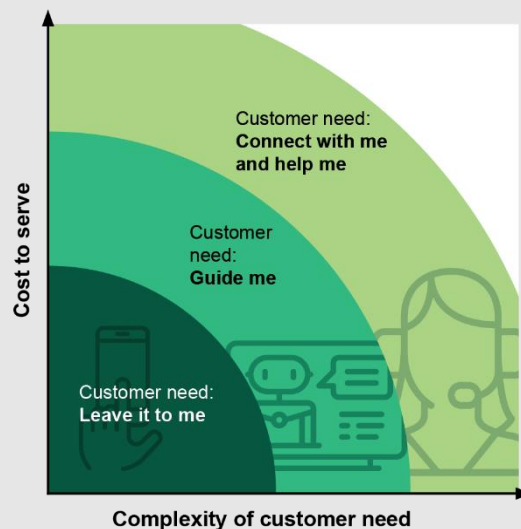 Cost to serve
Customer need:
Connect with me
and help me
Customer
need:
Guide me
Customer need:
Leave it to me
Complexity of customer need